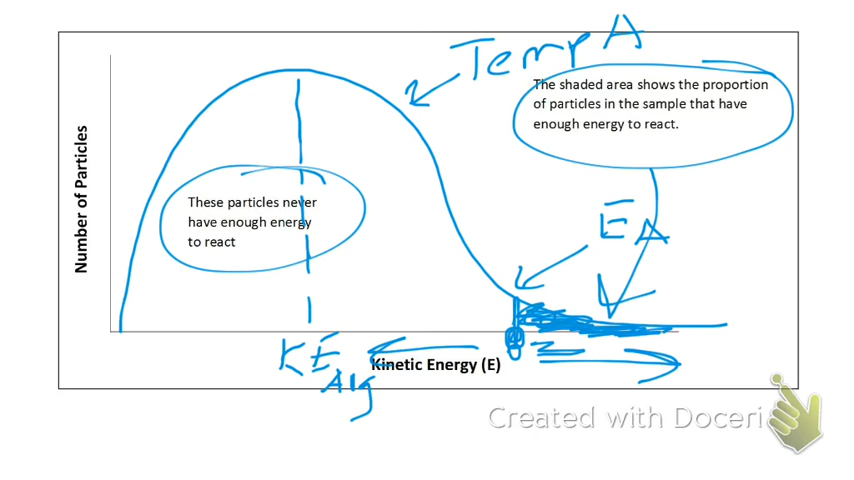 Temp A
The shaded area shows the proportion
of particles in the sample that have
enough energy to react.
Number of Particles
These particles never
have enough energy
to react
EA
KE
Avg
Kinetic Energy (E)
Created with Doceri